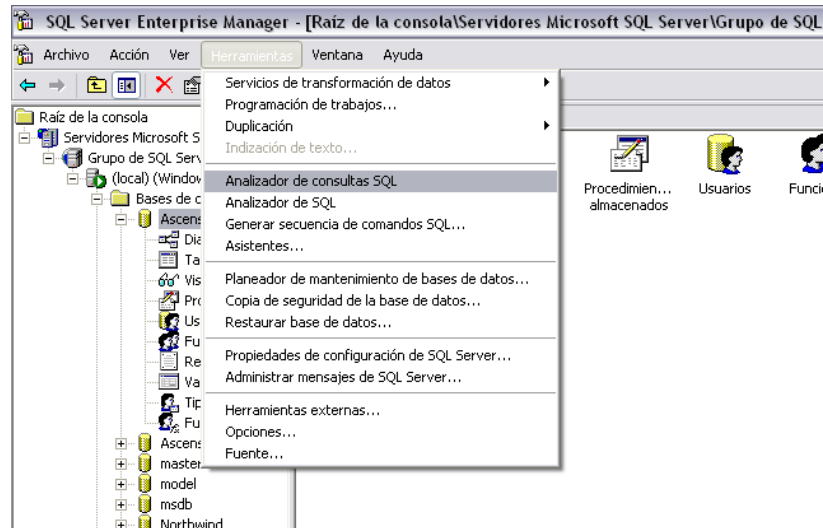 SQL Server Enterprise Manager - [Raíz de la consola\Servidores Microsoft SQL Server\Grupo de SQL
Archivo Acción Ver Herramientas Ventana Ayuda
Servicios de transformación de datos
Programación de trabajos...
Duplicación
Indización de texto...
Analizador de consultas SQL
Analizador de SQL
Generar secuencia de comandos SQL...
Asistentes...
Planeador de mantenimiento de bases de datos...
Copia de seguridad de la base de datos...
Restaurar base de datos...
Propiedades de configuración de SQL Server...
Administrar mensajes de SQL Server...
Herramientas externas...
Opciones...
Fuente...
Raíz de la consola
Servidores Microsoft S
Grupo de SQL Serv
(local) (Window
Bases de d
Ascens
Dia
Ta
Vis
Pro
Us
Fu
Re
Va
Tip
Fu
Ascens
master
model
msdb
Northwind
Procedimien...
almacenados
Usuarios
Funci